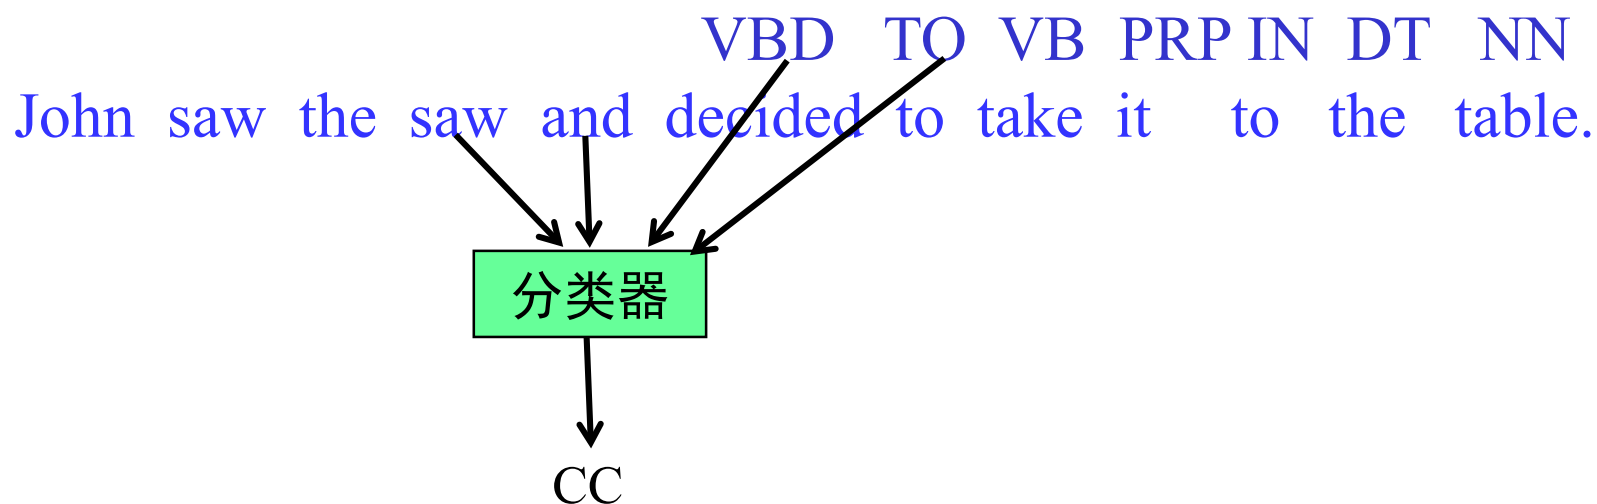 VBD TO VB PRP IN DT NN
John saw the saw and decided to take it to the table.
分类器
CC